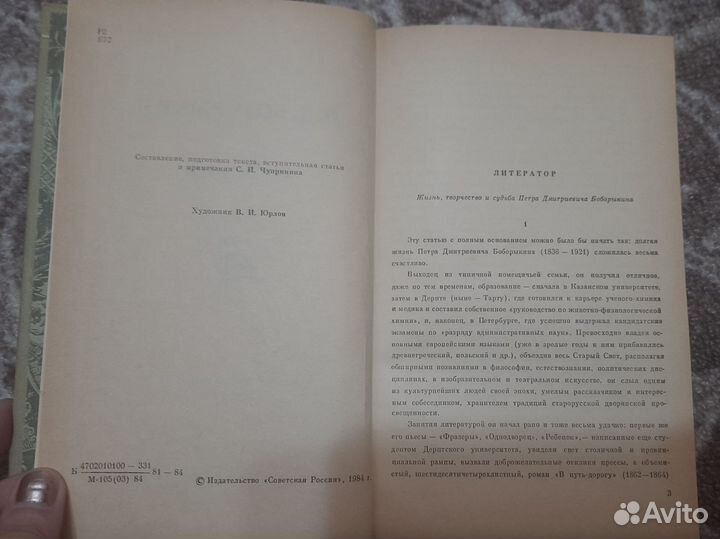 Р2
Б72
Составление, подготовка текста, вступительная статья
и примечания С. И. Чупринина
Художник В. И. Юрлов
Б 4702010100 — 331 81 — 84
М-105(03) 84
© Издательство «Советская Россия», 1984 г.
ЛИТЕРАТОР
Жизнь, творчество и судьба Петра Дмитриевича Боборыкина
1
Эту статью с полным основанием можно было бы начать так: долгая
жизнь Петра Дмитриевича Боборыкина (1836 — 1921) сложилась весьма
счастливо.
Выходец из типичной помещичьей семьи, он получил отличное,
даже по тем временам, образование — сначала в Казанском университете,
затем в Дерпте (ныне — Тарту), где готовился к карьере ученого-химика
и медика и составил собственное «руководство по животно-физиологической
химии», и, наконец, в Петербурге, где успешно выдержал кандидатские
экзамены по «разряду административных наук». Превосходно владея ос-
новными европейскими языками (уже в зрелые годы к ним прибавились
древнегреческий, польский и др.), объездив весь Старый Свет, располагая
обширными познаниями в философии, естествознании, политических дис-
циплинах, в изобразительном и театральном искусстве, он слыл одним
из культурнейших людей своей эпохи, умелым рассказчиком и интерес-
ным собеседником, хранителем традиций старорусской дворянской про-
свещенности.
Занятия литературой он начал рано и тоже весьма удачно: первые же
его пьесы — «Фразеры», «Однодворец», «Ребенок», — написанные еще сту-
дентом Дерптского университета, увидели свет столичной и провин-
циальной рампы, вызвали доброжелательные отклики прессы, а объеми-
стый, шестидесятичетырехлистный, роман «В путь-дорогу» (1862—1864)
3
Avito